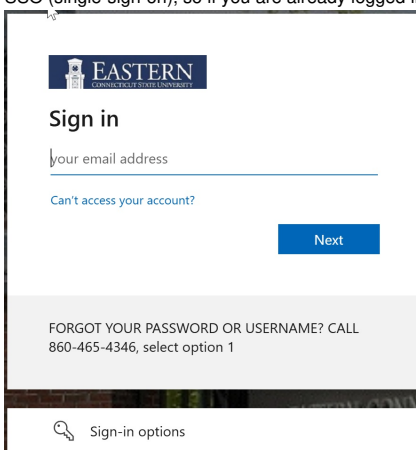 SSO (single-sign-on), so if you are already logged i
EASTERN
CONNECTICUT STATE UNIVERSITY
Sign in
your email address
Can't access your account?
Next
FORGOT YOUR PASSWORD OR USERNAME? CALL
860-465-4346, select option 1
Sign-in options